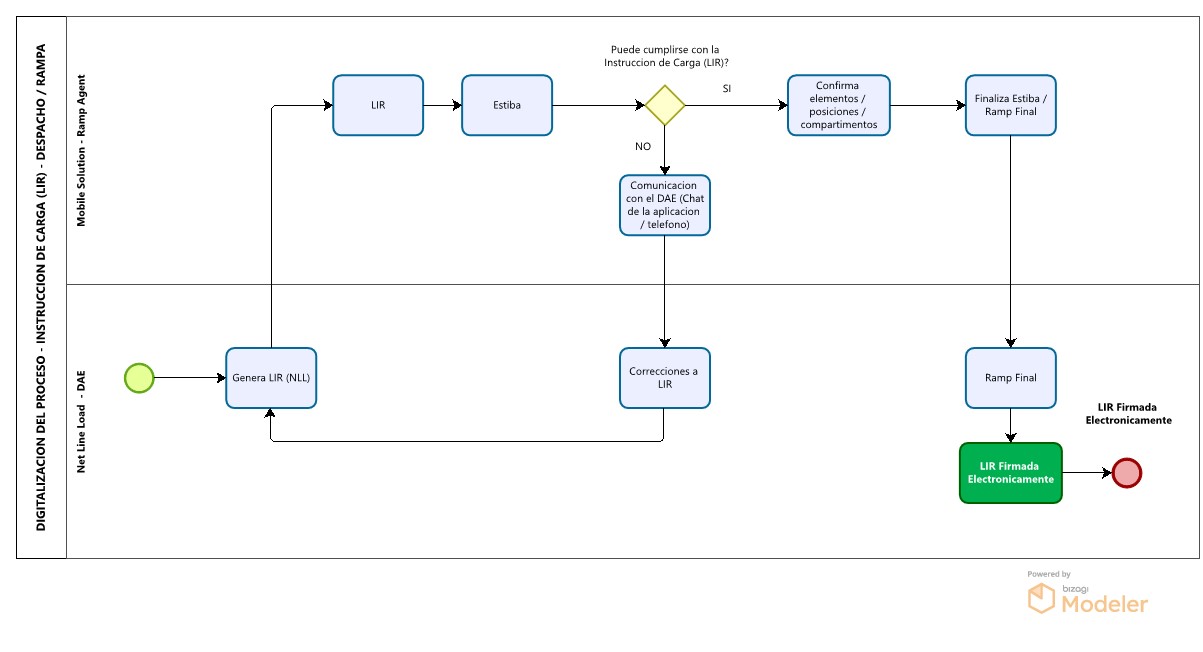 DIGITALIZACION DEL PROCESO - INSTRUCCION DE CARGA (LIR) - DESPACHO / RAMPA
Mobile Solution - Ramp Agent
LIR
Estiba
Puede cumplirse con la
Instruccion de Carga (LIR)?
SI
NO
Confirma
elementos /
posiciones /
compartimentos
Finaliza Estiba /
Ramp Final
Comunicacion
con el DAE (Chat
de la aplicacion
/ telefono)
Net Line Load - DAE
Genera LIR (NLL)
Correcciones a
LIR
Ramp Final
LIR Firmada
Electronicamente
LIR Firmada
Electronicamente
Powered by
bizagi
Modeler